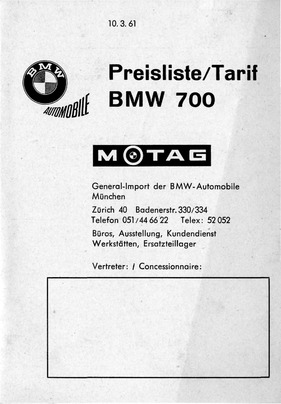 10. 3. 61
BMW
AUTOMOBILE
Preisliste/Tarif
BMW 700
MOTAG
General-Import der BMW-Automobile
München
Zürich 40 Badenerstr. 330/334
Telefon 051/44 66 22 Telex: 52 052
Büros, Ausstellung, Kundendienst
Werkstätten, Ersatzteillager
Vertreter: / Concessionnaire: